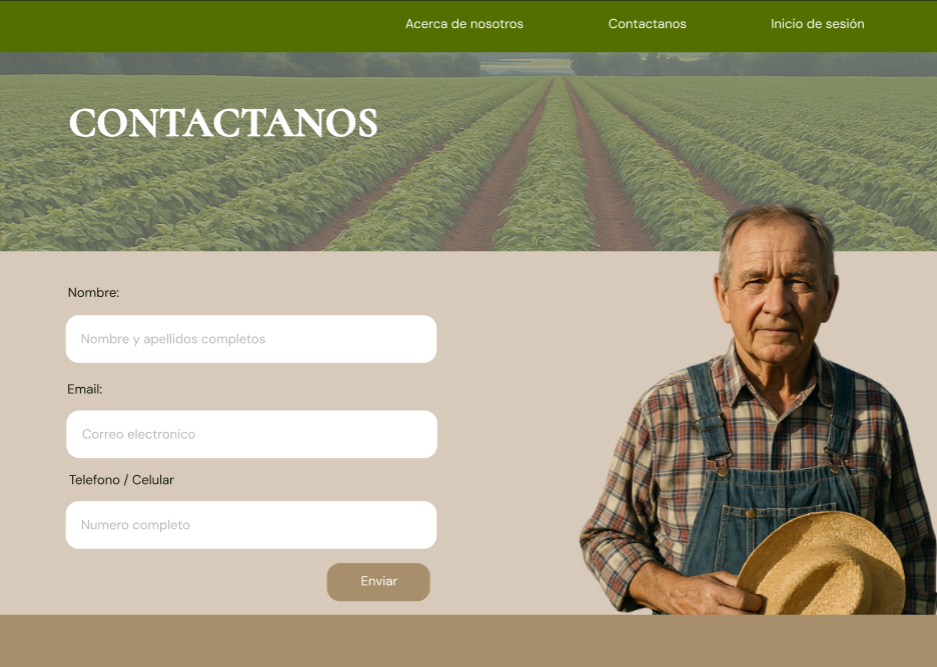 Acerca de nosotros
Contactanos
Inicio de sesión
CONTACTANOS
Nombre:
Nombre y apellidos completos
Email:
Correo electronico
Telefono / Celular
Numero completo
Enviar